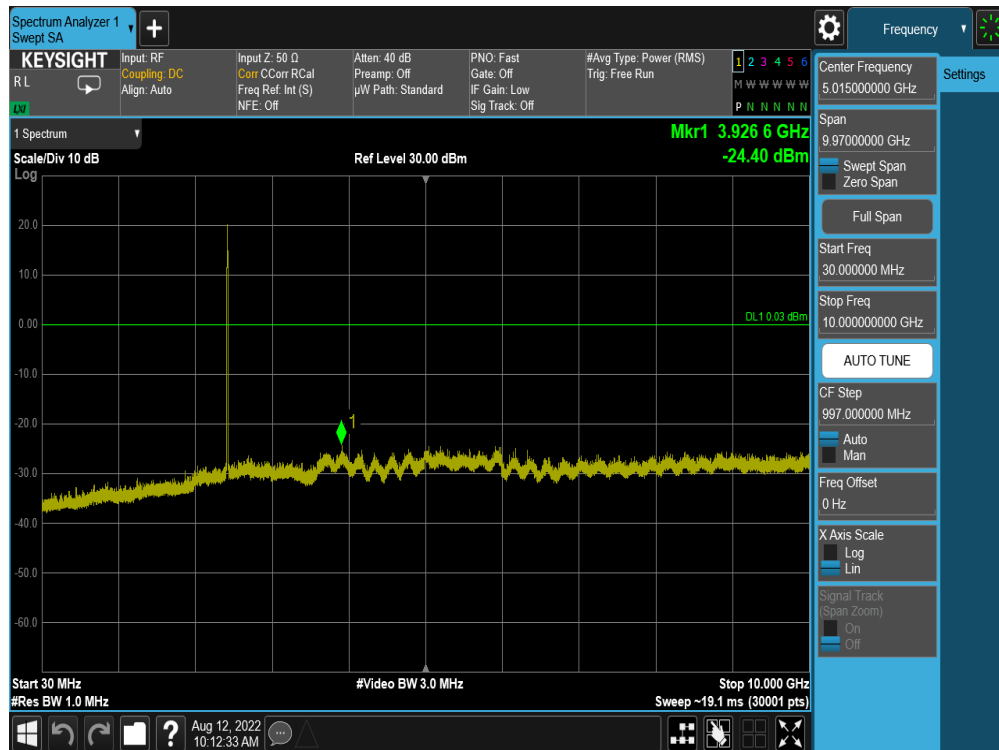 Spectrum Analyzer 1
Swept SA
Frequency
KEYSIGHT
R L
LXI
Input: RF
Coupling: DC
Align: Auto
Input Z: 50 Ω
Corr CCorr RCal
Freq Ref: Int (S)
NFE: Off
Atten: 40 dB
Preamp: Off
µW Path: Standard
PNO: Fast
Gate: Off
IF Gain: Low
Sig Track: Off
#Avg Type: Power (RMS)
Trig: Free Run
1 2 3 4 5 6
M W W W W W
P N N N N N
1 Spectrum
Mkr1 3.926 6 GHz
-24.40 dBm
Scale/Div 10 dB
Ref Level 30.00 dBm
Log
20.0
10.0
0.00
DL1 0.03 dBm
-10.0
-20.0
1
-30.0
-40.0
-50.0
-60.0
Start 30 MHz
#Video BW 3.0 MHz
Stop 10.000 GHz
#Res BW 1.0 MHz
Sweep ~19.1 ms (30001 pts)
Center Frequency
5.015000000 GHz
Settings
Span
9.97000000 GHz
Swept Span
Zero Span
Full Span
Start Freq
30.000000 MHz
Stop Freq
10.000000000 GHz
AUTO TUNE
CF Step
997.000000 MHz
Auto
Man
Freq Offset
0 Hz
X Axis Scale
Log
Lin
Signal Track
(Span Zoom)
On
Off
?
Aug 12, 2022
10:12:33 AM